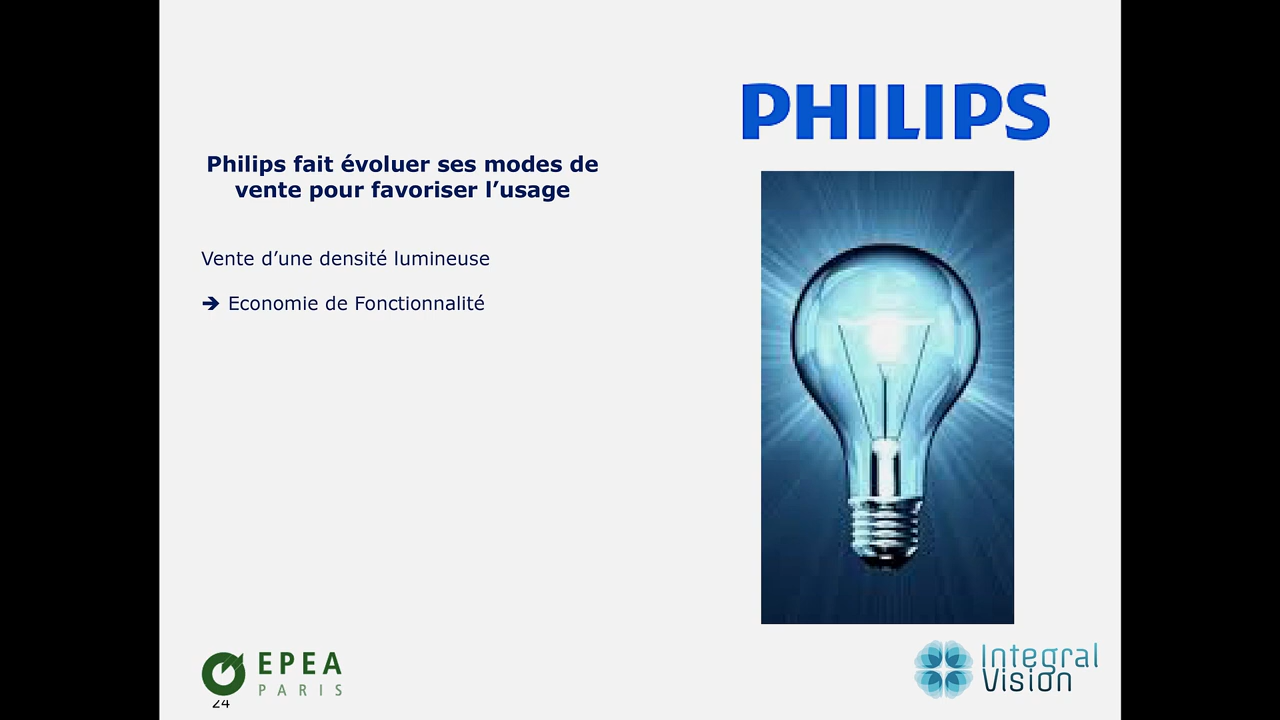 PHILIPS
Philips fait évoluer ses modes de
vente pour favoriser l’usage
Vente d’une densité lumineuse
➔ Economie de Fonctionnalité
EPEA
PARIS
24
Integral
Vision